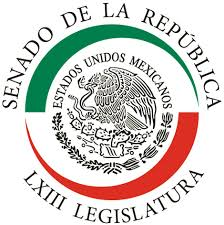 SENADO DE LA REPÚBLICA
ESTADOS UNIDOS MEXICANOS
LXIII LEGISLATURA